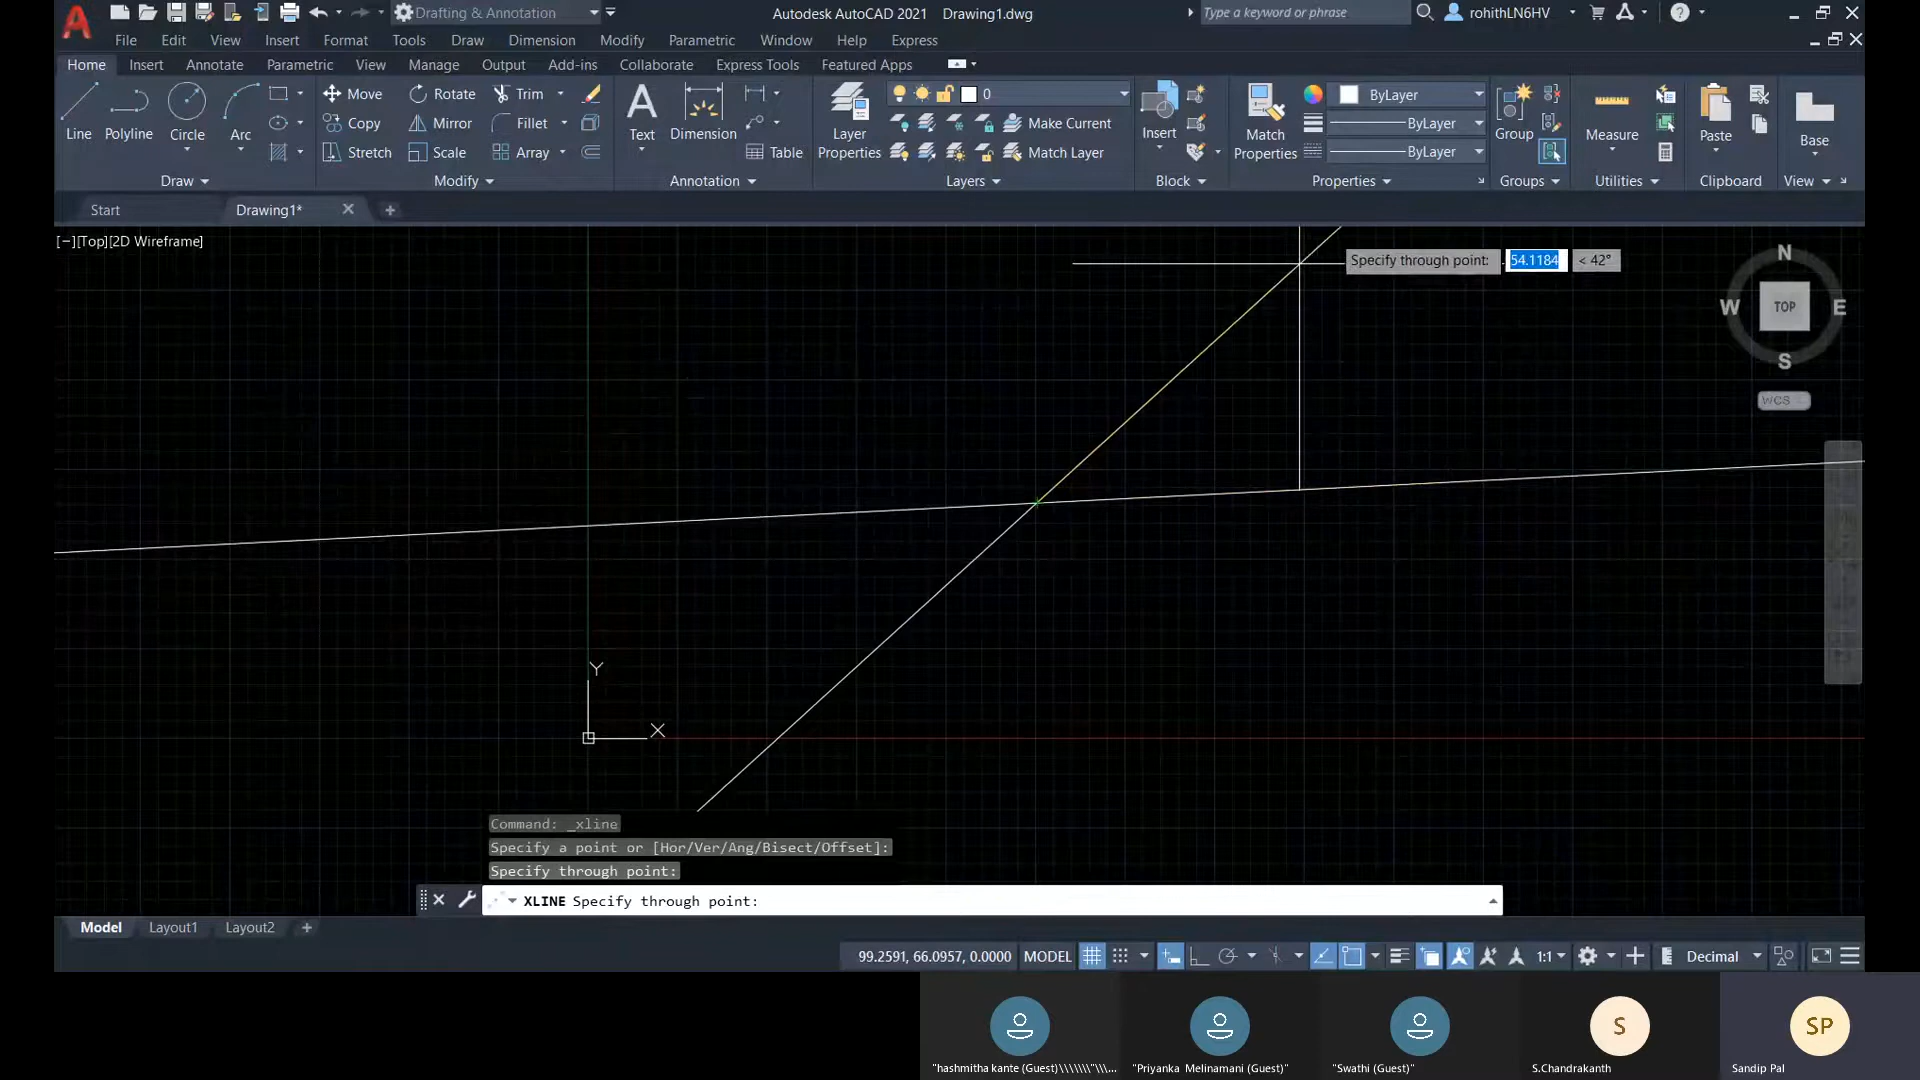 A Drafting & Annotation Autodesk AutoCAD 2021 Drawing1.dwg Type a keyword or phrase rohithLN6HV ?
File Edit View Insert Format Tools Draw Dimension Modify Parametric Window Help Express
Home Insert Annotate Parametric View Manage Output Add-ins Collaborate Express Tools Featured Apps
Line Polyline Circle Arc
Move Rotate Trim
Copy Mirror Fillet
Stretch Scale Array
A Text Dimension
Table
Layer Properties
0
Make Current
Match Layer
Insert
Match Properties
ByLayer
ByLayer
ByLayer
Group
Measure
Paste
Base
Draw Modify Annotation Layers Block Properties Groups Utilities Clipboard View
Start Drawing1* +
[−][Top][2D Wireframe]
Specify through point: 54.1184 < 42°
N
W TOP E
S
WCS
Y
X
Command: _xline
Specify a point or [Hor/Ver/Ang/Bisect/Offset]:
Specify through point:
XLINE Specify through point:
Model Layout1 Layout2 +
99.2591, 66.0957, 0.0000 MODEL 1:1 Decimal
S SP
"hashmitha kante (Guest)\\\\\\\"\\... "Priyanka Melinamani (Guest)" "Swathi (Guest)" S.Chandrakanth Sandip Pal